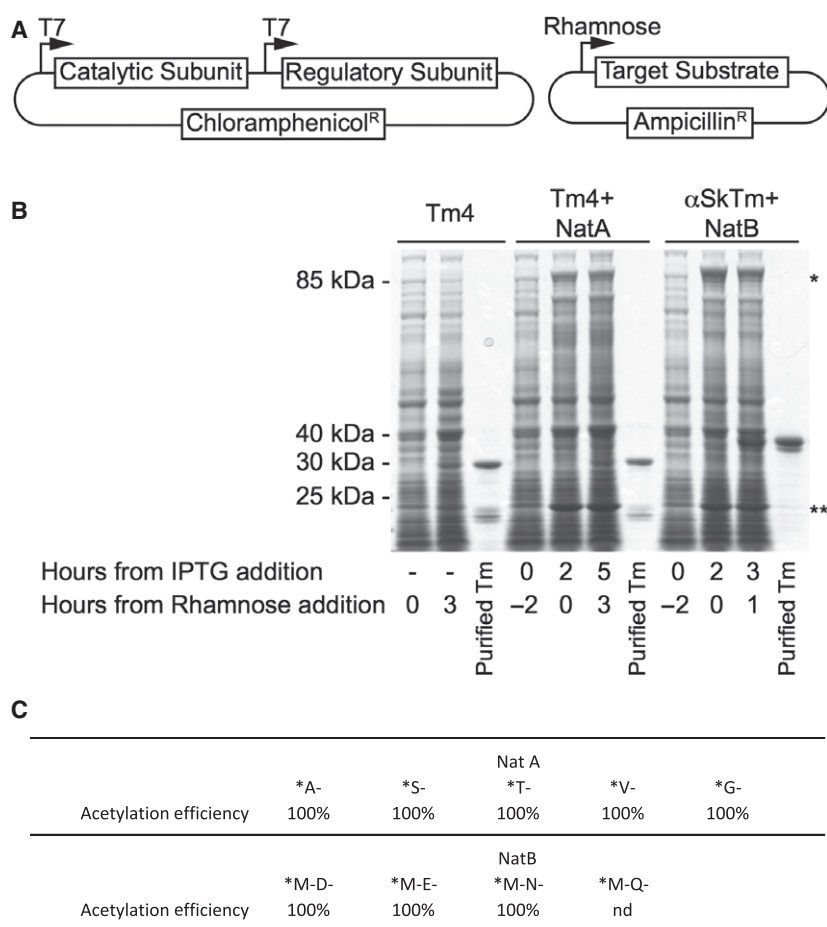 A
T7
T7
Rhamnose
Catalytic Subunit
Regulatory Subunit
Target Substrate
Chloramphenicolᴿ
Ampicillinᴿ
B
Tm4
Tm4+
NatA
αSkTm+
NatB
85 kDa -
*
40 kDa -
30 kDa -
25 kDa -
**
Hours from IPTG addition - - 0 2 5 0 2 3
Hours from Rhamnose addition 0 3 –2 0 3 –2 0 1
Purified Tm
Purified Tm
Purified Tm
C
Nat A
*A- *S- *T- *V- *G-
Acetylation efficiency 100% 100% 100% 100% 100%
NatB
*M-D- *M-E- *M-N- *M-Q-
Acetylation efficiency 100% 100% 100% nd